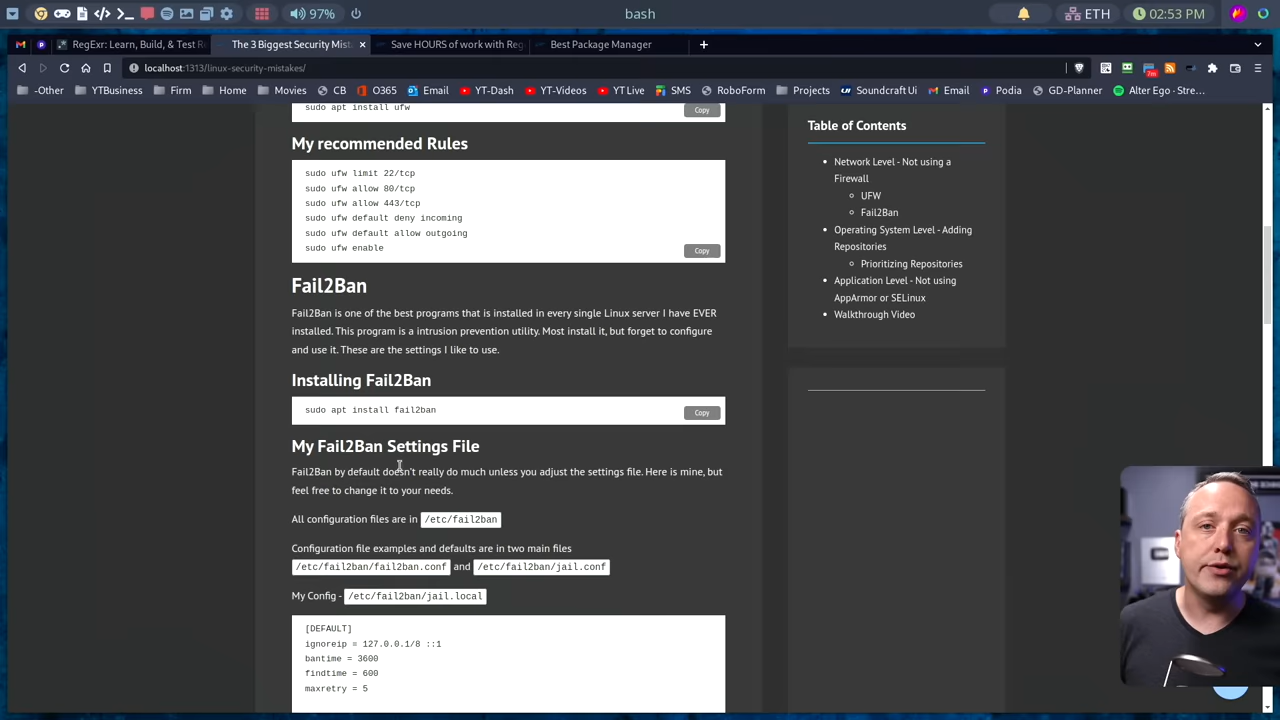 97%
bash
ETH
02:53 PM
RegExr: Learn, Build, & Test R
The 3 Biggest Security Mist
Save HOURS of work with Reg
Best Package Manager
localhost:1313/linux-security-mistakes/
7m
-Other
YTBusiness
Firm
Home
Movies
CB
O365
Email
YT-Dash
YT-Videos
YT Live
SMS
RoboForm
Projects
Soundcraft Ui
Email
Podia
GD-Planner
Alter Ego - Stre...
sudo apt install ufw
Copy
My recommended Rules
sudo ufw limit 22/tcp
sudo ufw allow 80/tcp
sudo ufw allow 443/tcp
sudo ufw default deny incoming
sudo ufw default allow outgoing
sudo ufw enable
Copy
Fail2Ban
Fail2Ban is one of the best programs that is installed in every single Linux server I have EVER
installed. This program is a intrusion prevention utility. Most install it, but forget to configure
and use it. These are the settings I like to use.
Installing Fail2Ban
sudo apt install fail2ban
Copy
My Fail2Ban Settings File
Fail2Ban by default doesn't really do much unless you adjust the settings file. Here is mine, but
feel free to change it to your needs.
All configuration files are in /etc/fail2ban
Configuration file examples and defaults are in two main files
/etc/fail2ban/fail2ban.conf and /etc/fail2ban/jail.conf
My Config - /etc/fail2ban/jail.local
[DEFAULT]
ignoreip = 127.0.0.1/8 ::1
bantime = 3600
findtime = 600
maxretry = 5
Table of Contents
Network Level - Not using a
Firewall
UFW
Fail2Ban
Operating System Level - Adding
Repositories
Prioritizing Repositories
Application Level - Not using
AppArmor or SELinux
Walkthrough Video